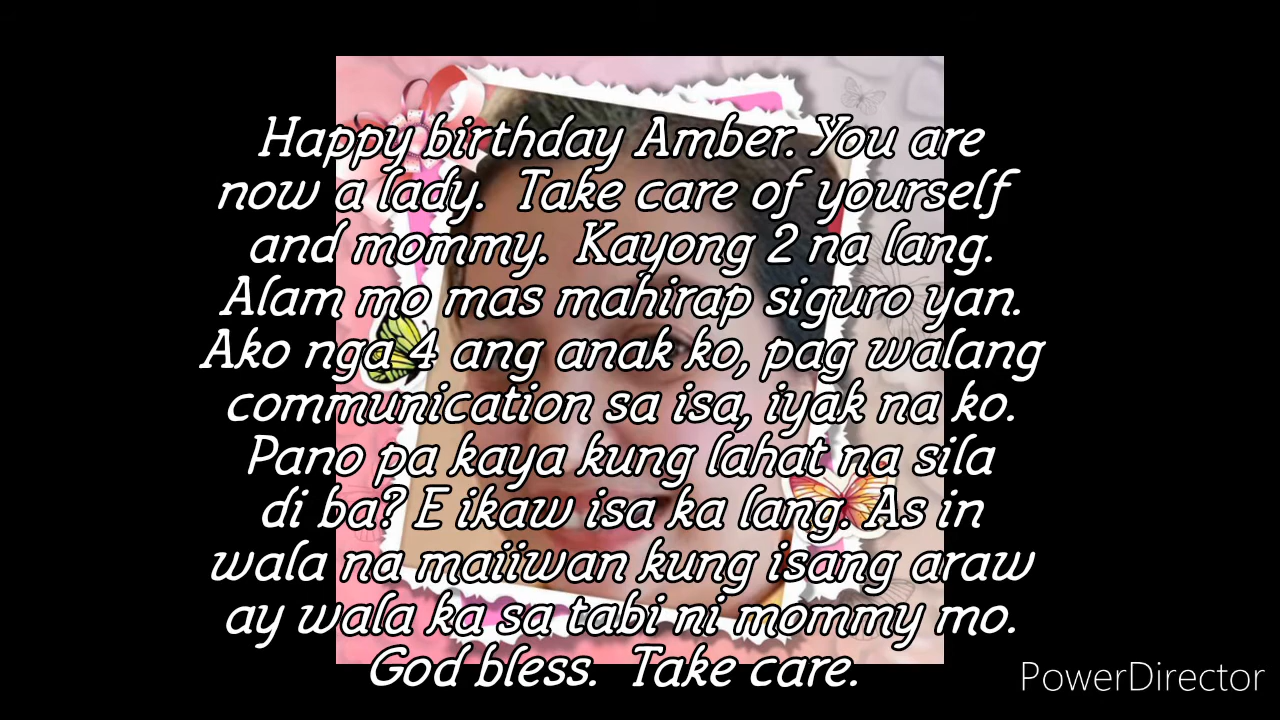 Happy birthday Amber. You are
now a lady.  Take care of yourself
and mommy.  Kayong 2 na lang.
Alam mo mas mahirap siguro yan.
Ako nga 4 ang anak ko, pag walang
communication sa isa, iyak na ko.
Pano pa kaya kung lahat na sila
di ba? E ikaw isa ka lang. As in
wala na maiiwan kung isang araw
ay wala ka sa tabi ni mommy mo.
God bless.  Take care.
PowerDirector